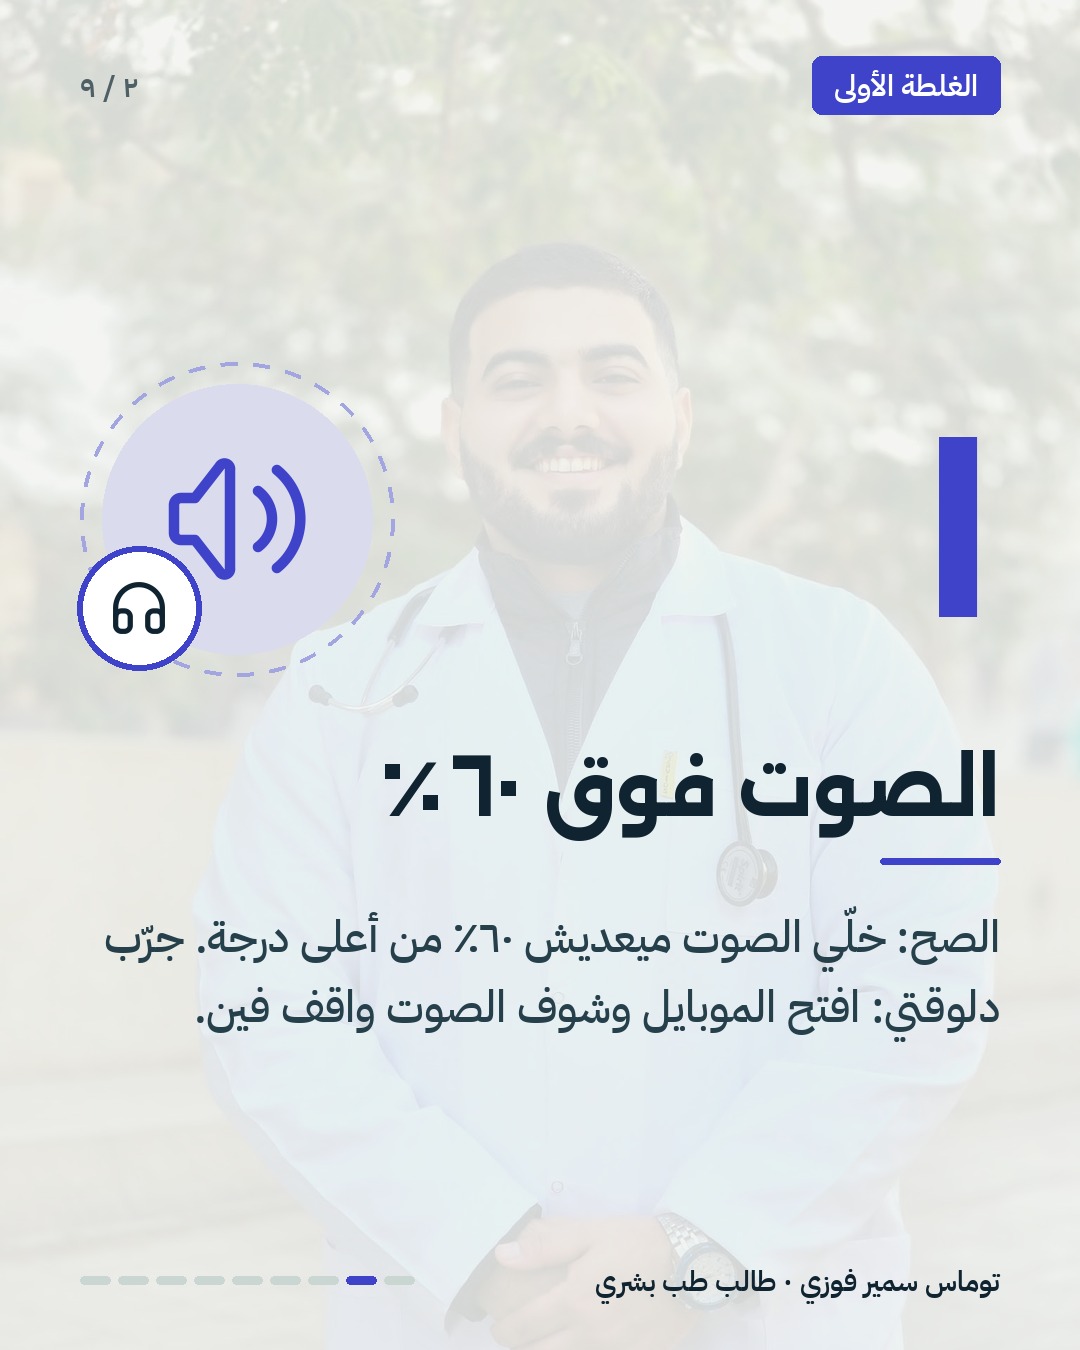 الغلطة الأولى
٢ / ٩
١
الصوت فوق ٦٠٪
الصح: خلّي الصوت ميعديش ٦٠٪ من أعلى درجة. جرّب
دلوقتي: افتح الموبايل وشوف الصوت واقف فين.
توماس سمير فوزي · طالب طب بشري